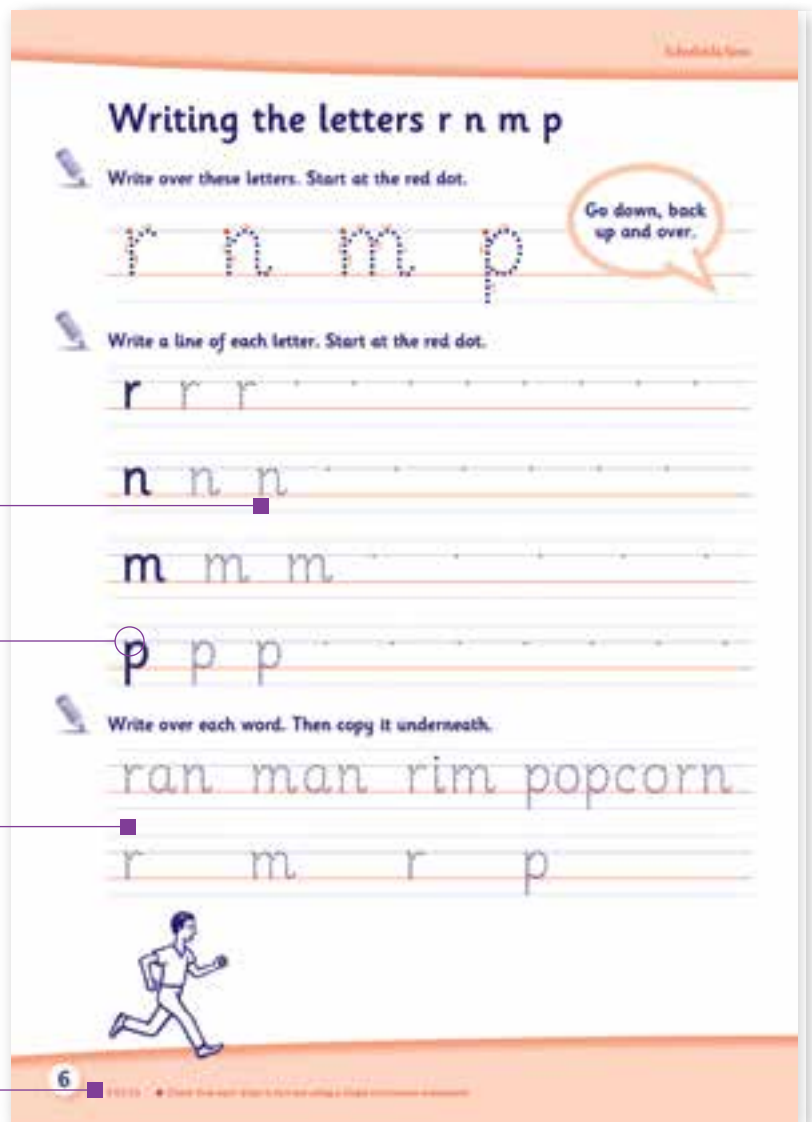 Writing the letters r n m p
Write over these letters. Start at the red dot.
Go down, back
up and over.
r n m p
Write a line of each letter. Start at the red dot.
r r r
n n n
m m m
p p p
Write over each word. Then copy it underneath.
ran man rim popcorn
r m r p
6